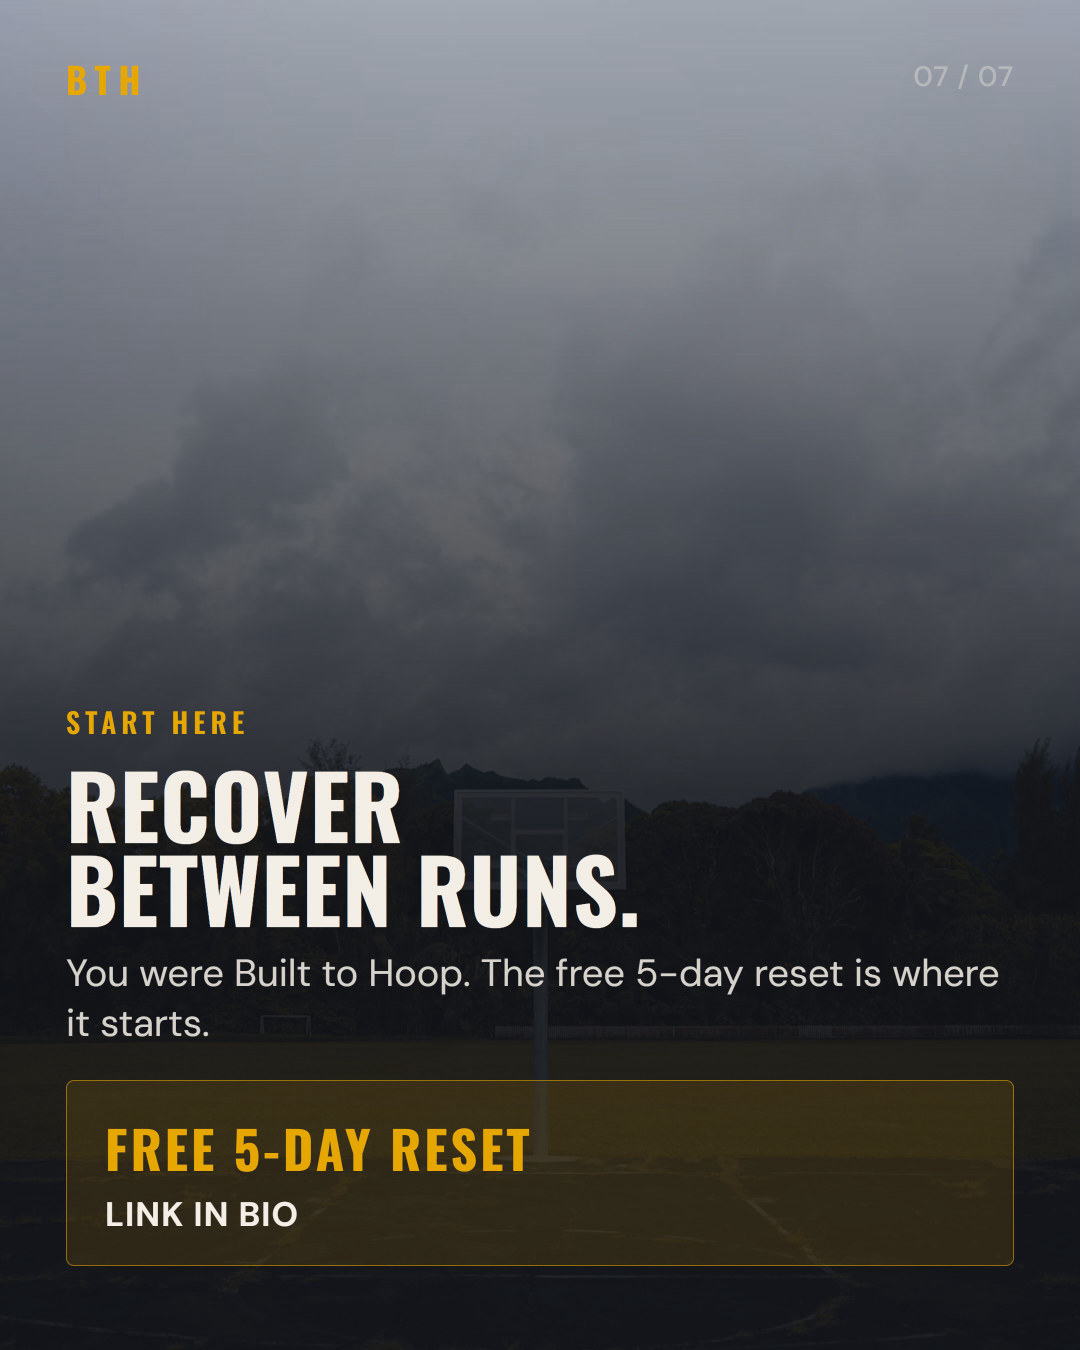 BTH
07 / 07
START HERE
RECOVER
BETWEEN RUNS.
You were Built to Hoop. The free 5-day reset is where
it starts.
FREE 5-DAY RESET
LINK IN BIO